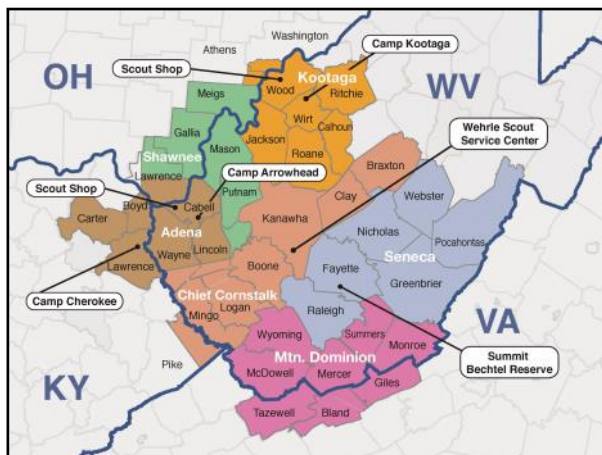 Washington
Athens
Camp Kootaga
Scout Shop
OH
Kootaga
WV
Wood
Ritchie
Meigs
Wirt
Wehrle Scout
Service Center
Gallia
Jackson
Calhoun
Mason
Roane
Shawnee
Braxton
Lawrence
Camp Arrowhead
Scout Shop
Putnam
Clay
Webster
Boyd
Cabell
Kanawha
Carter
Nicholas
Pocahontas
Adena
Lincoln
Seneca
Wayne
Boone
Lawrence
Fayette
Greenbrier
Camp Cherokee
Chief Cornstalk
Logan
Raleigh
Mingo
VA
Wyoming
Summers
Monroe
Pike
Mtn. Dominion
Summit
Bechtel Reserve
KY
McDowell
Mercer
Giles
Tazewell
Bland